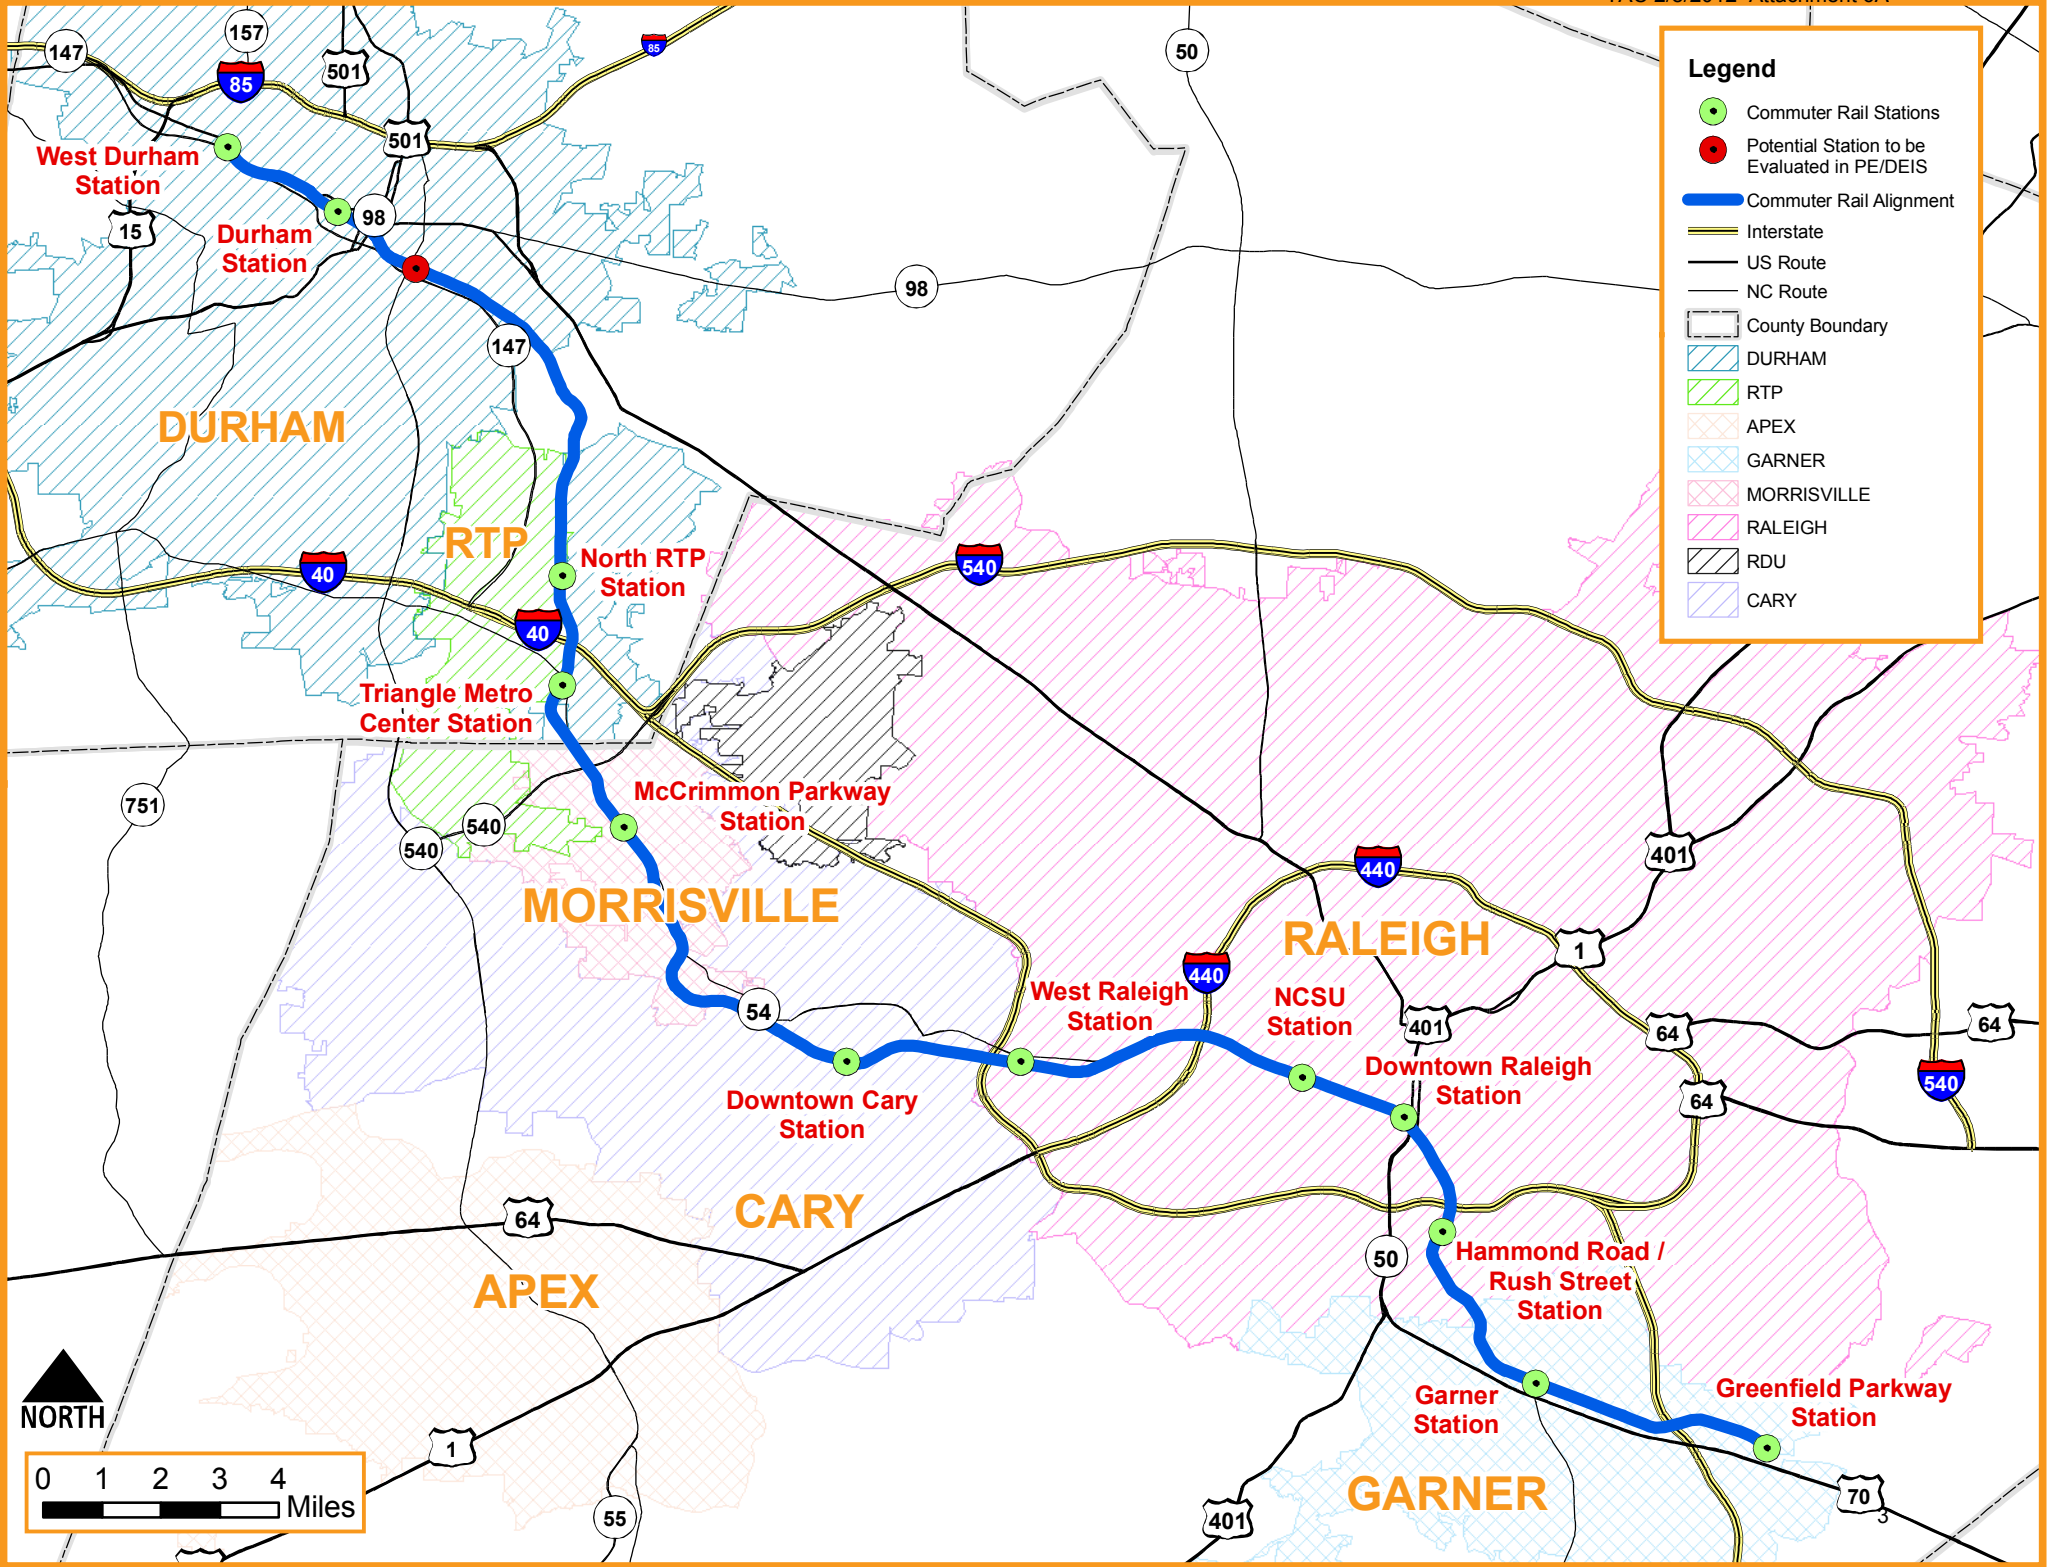 147
157
85
501
85
50
501
West Durham
Station
15
98
Durham
Station
98
147
DURHAM
RTP
North RTP
Station
40
40
540
Triangle Metro
Center Station
McCrimmon Parkway
Station
751
540
540
MORRISVILLE
440
401
RALEIGH
1
440
West Raleigh
Station
NCSU
Station
54
401
64
64
Downtown Raleigh
Station
540
64
Downtown Cary
Station
CARY
64
50
Hammond Road /
Rush Street
Station
APEX
Garner
Station
Greenfield Parkway
Station
NORTH
1
GARNER
70
3
401
55
0 1 2 3 4
Miles
Legend
Commuter Rail Stations
Potential Station to be
Evaluated in PE/DEIS
Commuter Rail Alignment
Interstate
US Route
NC Route
County Boundary
DURHAM
RTP
APEX
GARNER
MORRISVILLE
RALEIGH
RDU
CARY